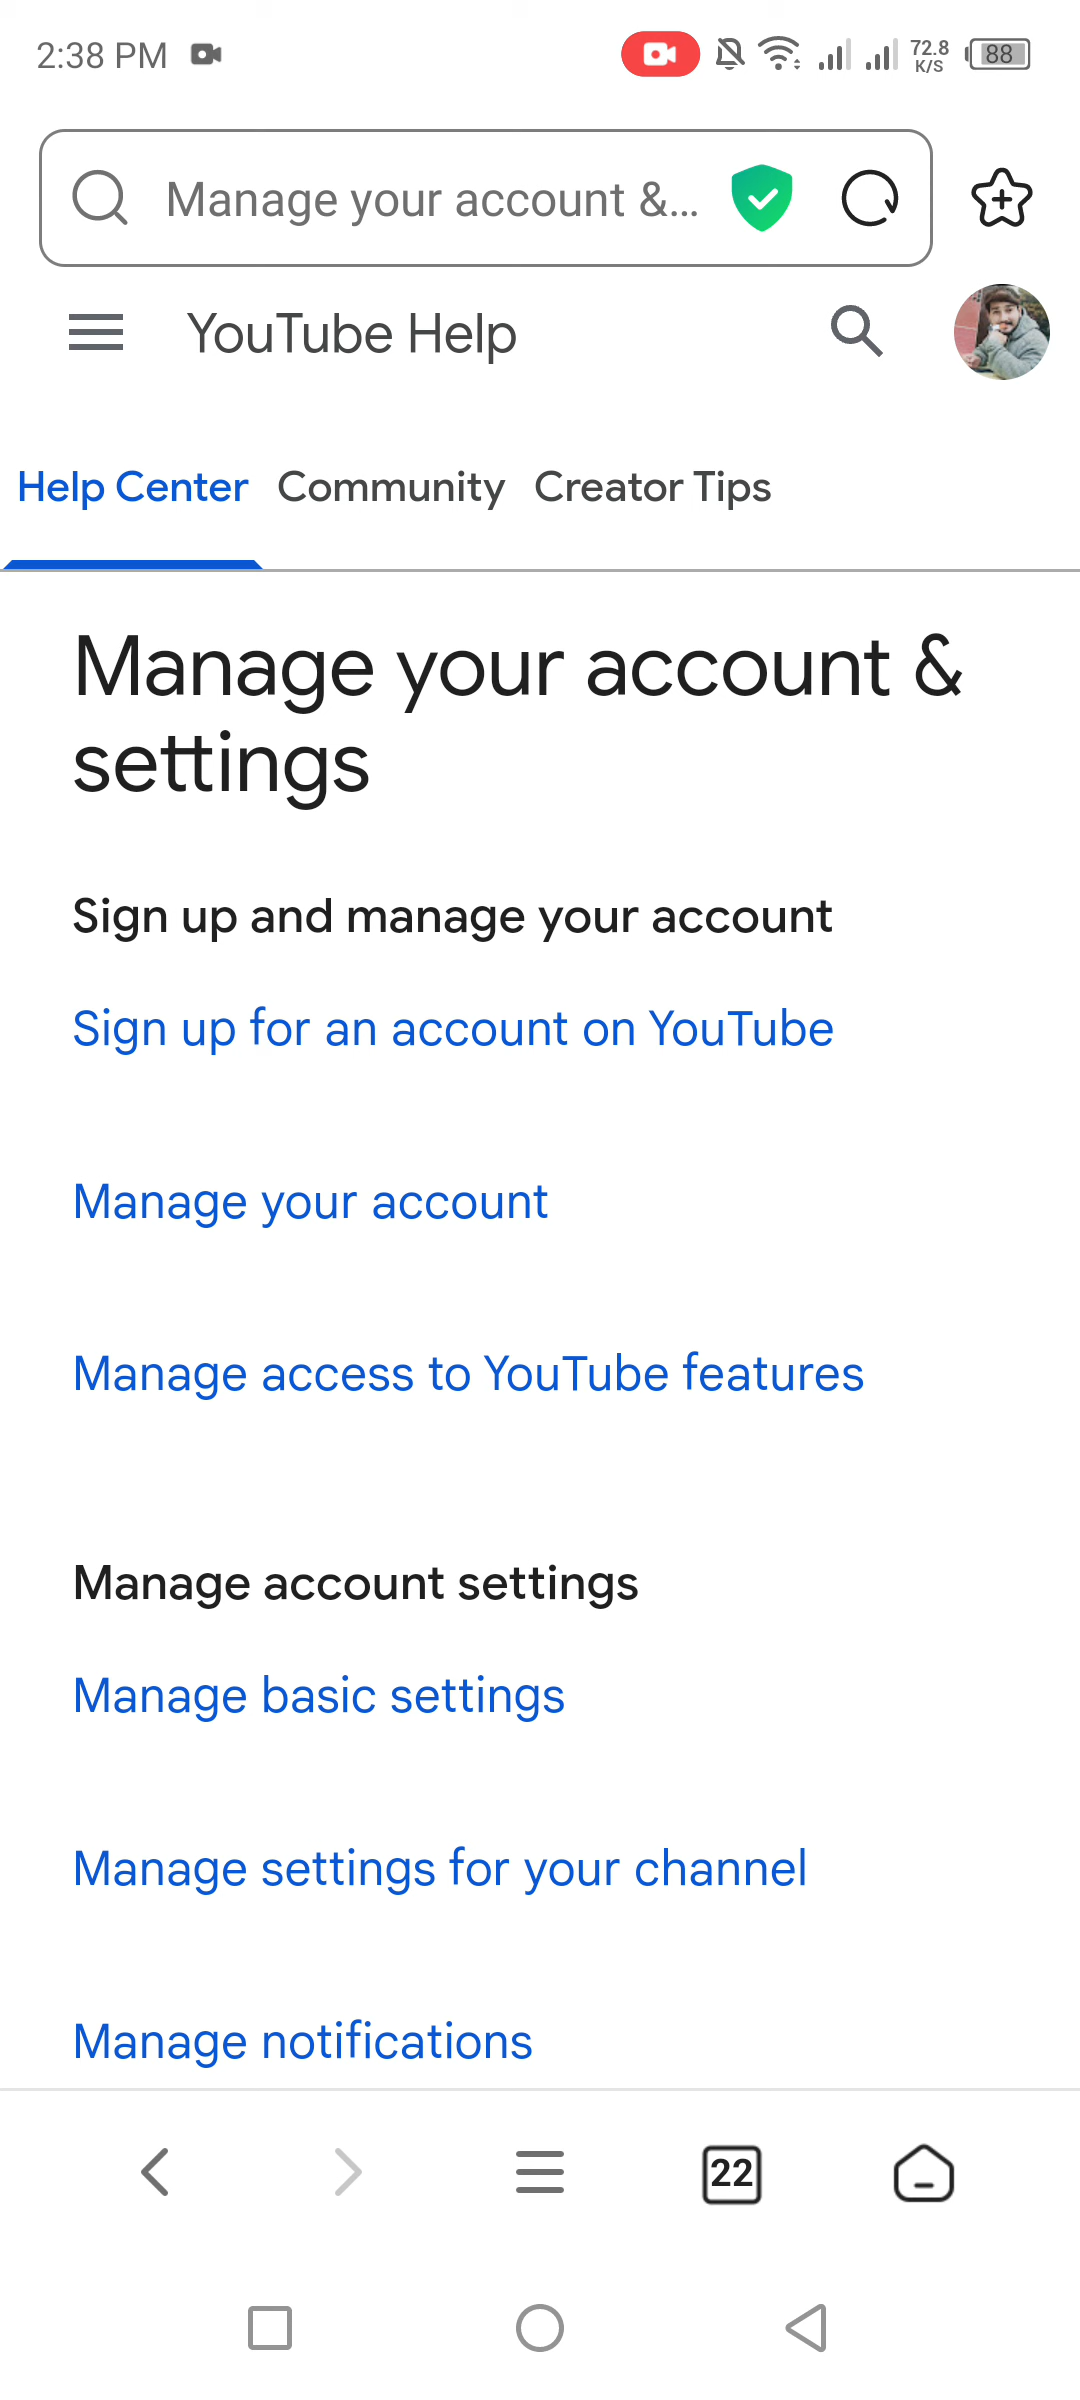 2:38 PM
72.8
K/S
88
Manage your account &...
YouTube Help
Help Center Community Creator Tips
Manage your account &
settings
Sign up and manage your account
Sign up for an account on YouTube
Manage your account
Manage access to YouTube features
Manage account settings
Manage basic settings
Manage settings for your channel
Manage notifications
22